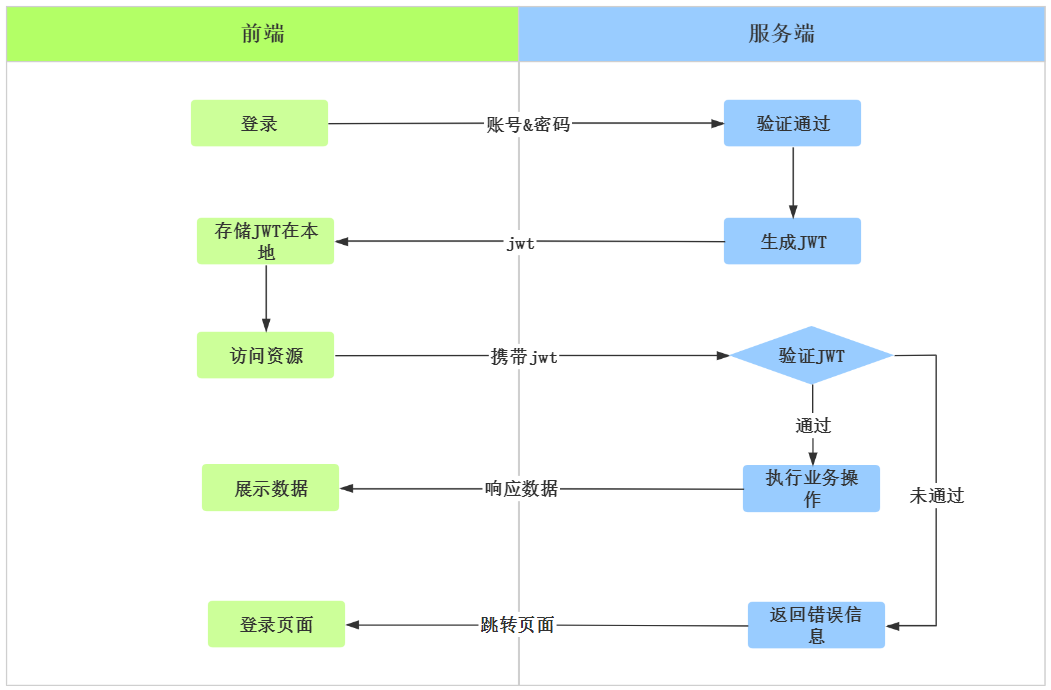 前端
服务端
登录
账号&密码
验证通过
存储JWT在本
地
jwt
生成JWT
访问资源
携带jwt
验证JWT
通过
展示数据
响应数据
执行业务操
作
未通过
登录页面
跳转页面
返回错误信
息